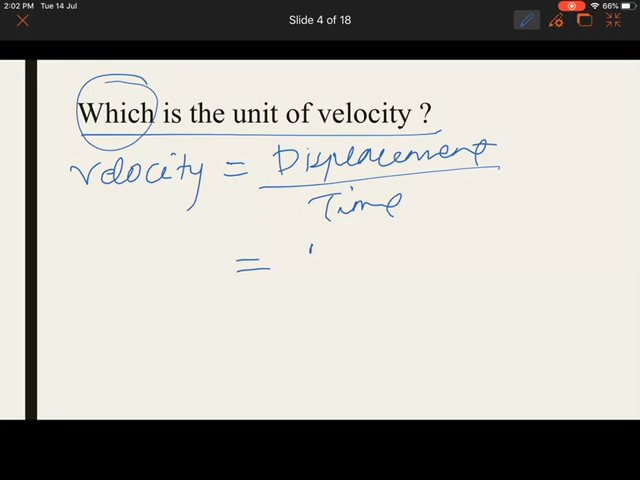 2:02 PM Tue 14 Jul 66%
Slide 4 of 18
Which is the unit of velocity ?
Velocity = Displacement
Time
=